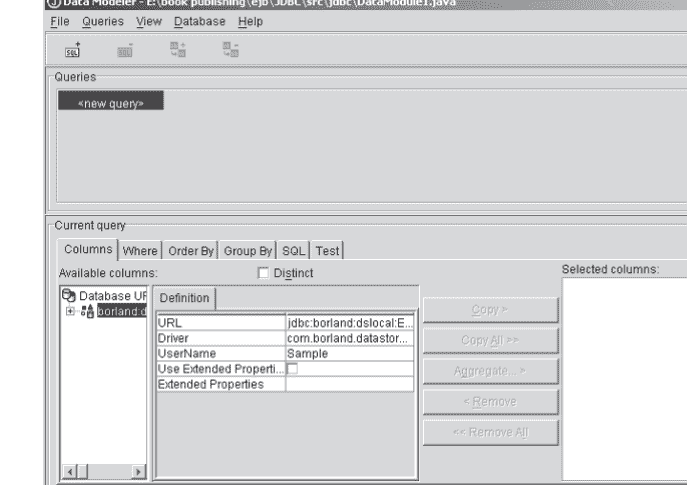 Data Modeler - E:\book publishing\ejb\JDBC\src\jdbc\DataModule1.java
File Queries View Database Help
SQL SQL
Queries
<new query>
Current query
Columns Where Order By Group By SQL Test
Available columns: Distinct Selected columns:
Database UR
borland:d
Definition
URL jdbc:borland:dslocal:E...
Driver com.borland.datastor...
UserName Sample
Use Extended Properti...
Extended Properties
Copy >
Copy All >>
Aggregate... >
< Remove
<< Remove All